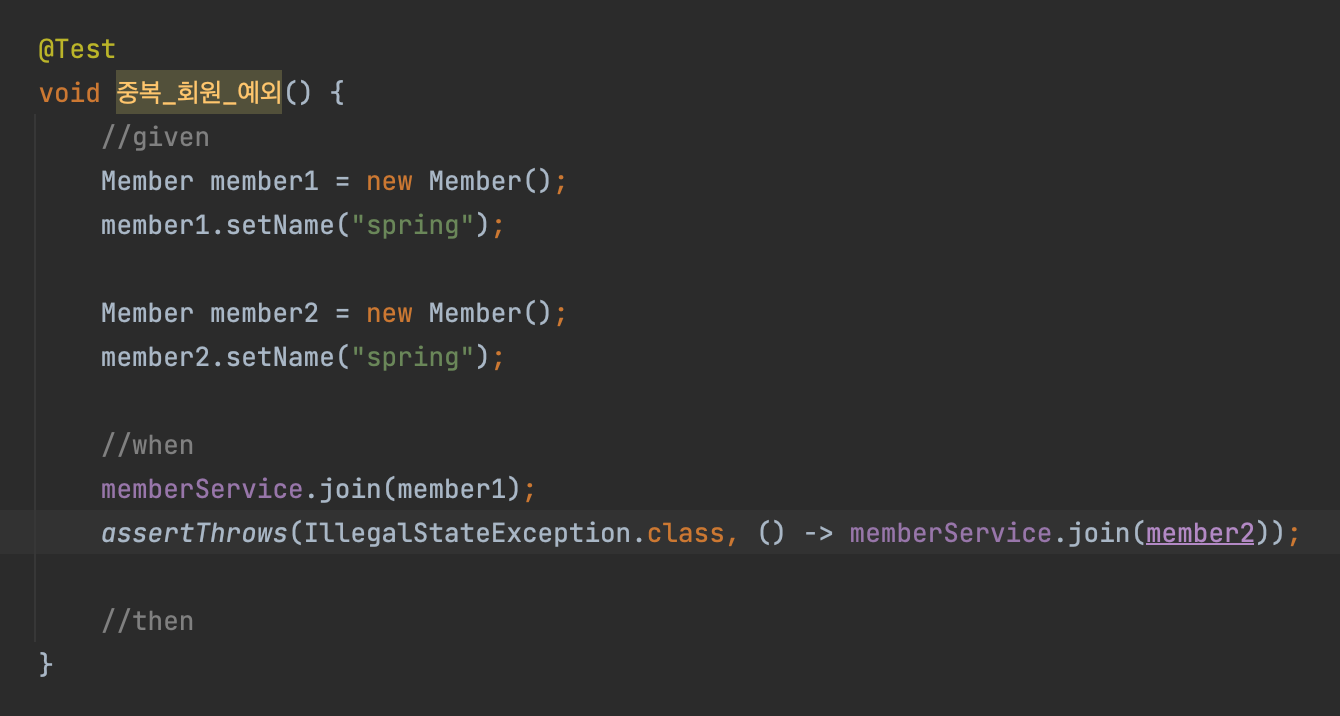 @Test
void 중복_회원_예외() {
//given
Member member1 = new Member();
member1.setName("spring");
Member member2 = new Member();
member2.setName("spring");
//when
memberService.join(member1);
assertThrows(IllegalStateException.class, () -> memberService.join(member2));
//then
}